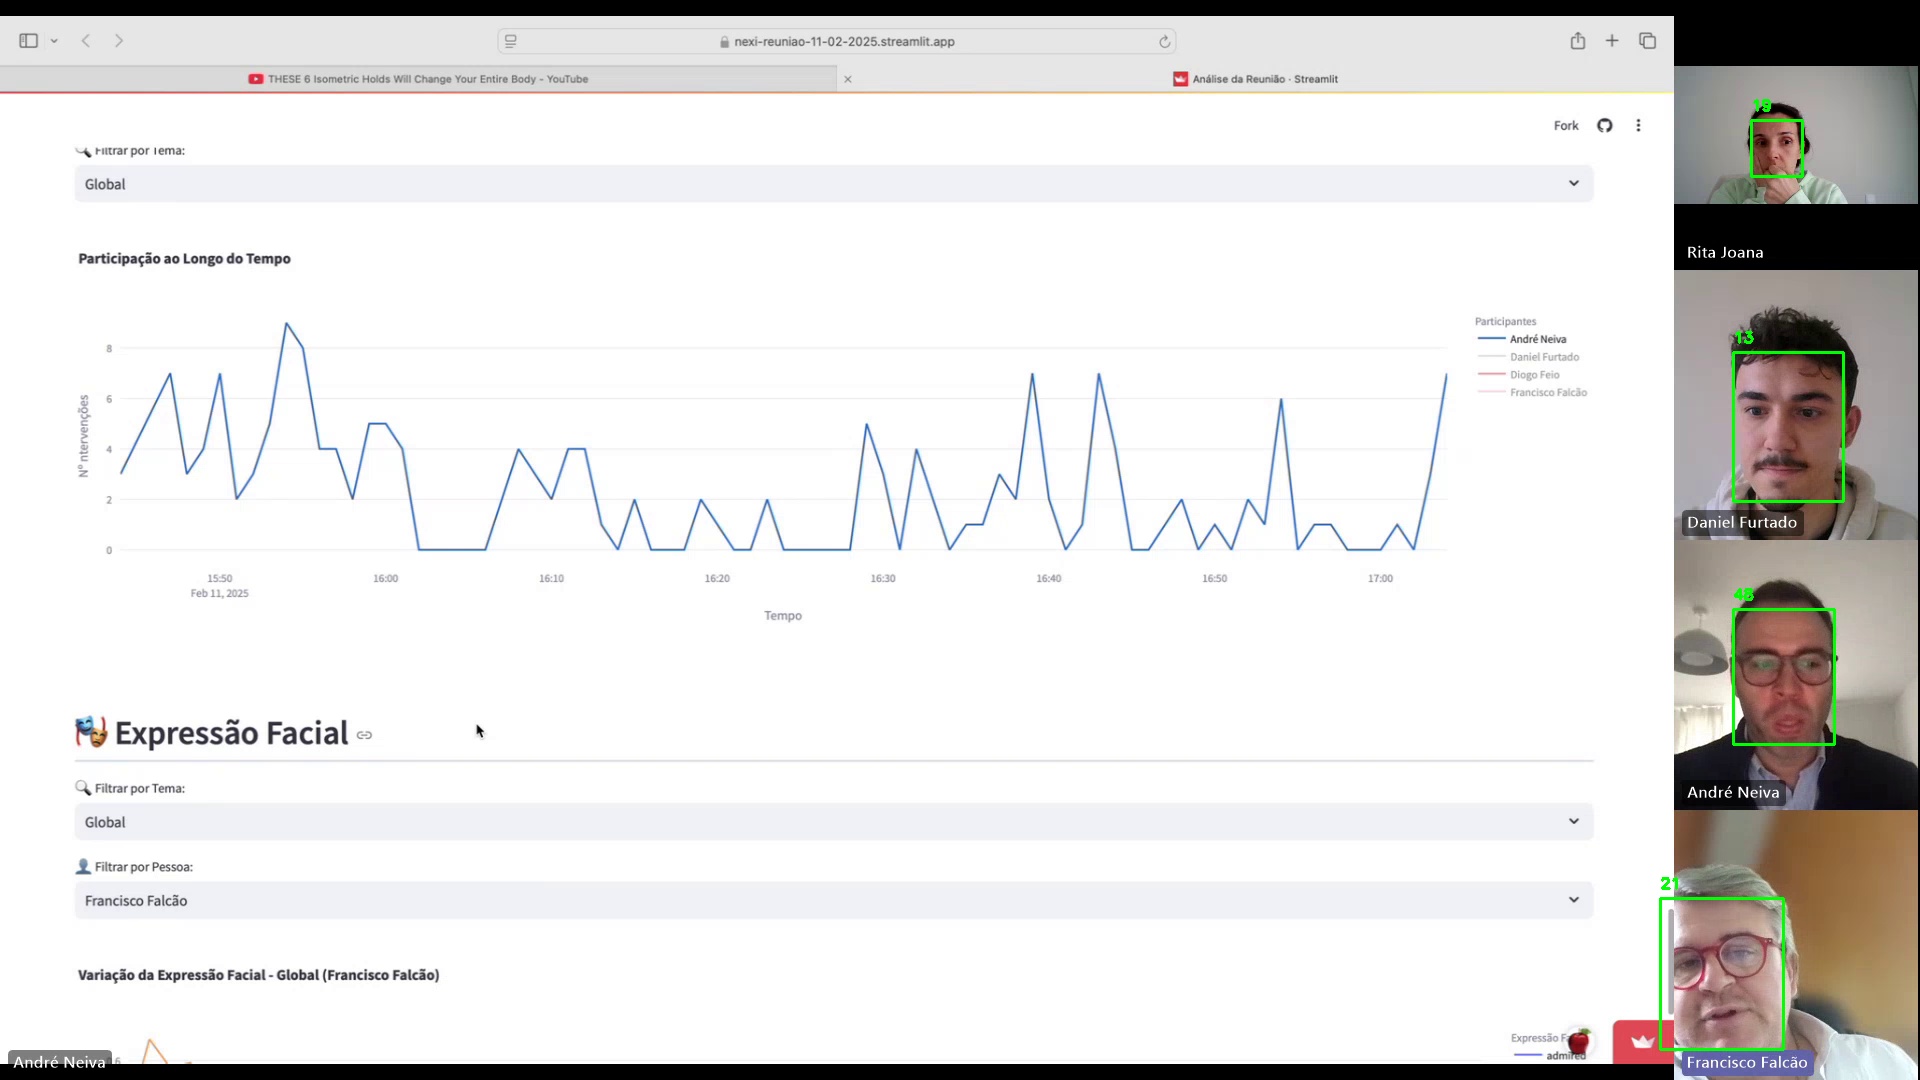 nexi-reuniao-11-02-2025.streamlit.app
THESE 6 Isometric Holds Will Change Your Entire Body - YouTube
Análise da Reunião · Streamlit
Fork
Filtrar por Tema:
Global
Participação ao Longo do Tempo
Nº ntervenções
8
6
4
2
0
15:50
Feb 11, 2025
16:00
16:10
16:20
16:30
16:40
16:50
17:00
Tempo
Participantes
André Neiva
Daniel Furtado
Diogo Feio
Francisco Falcão
Expressão Facial
Filtrar por Tema:
Global
Filtrar por Pessoa:
Francisco Falcão
Variação da Expressão Facial - Global (Francisco Falcão)
Expressão F
admired
André Neiva
19
Rita Joana
13
Daniel Furtado
48
André Neiva
21
Francisco Falcão